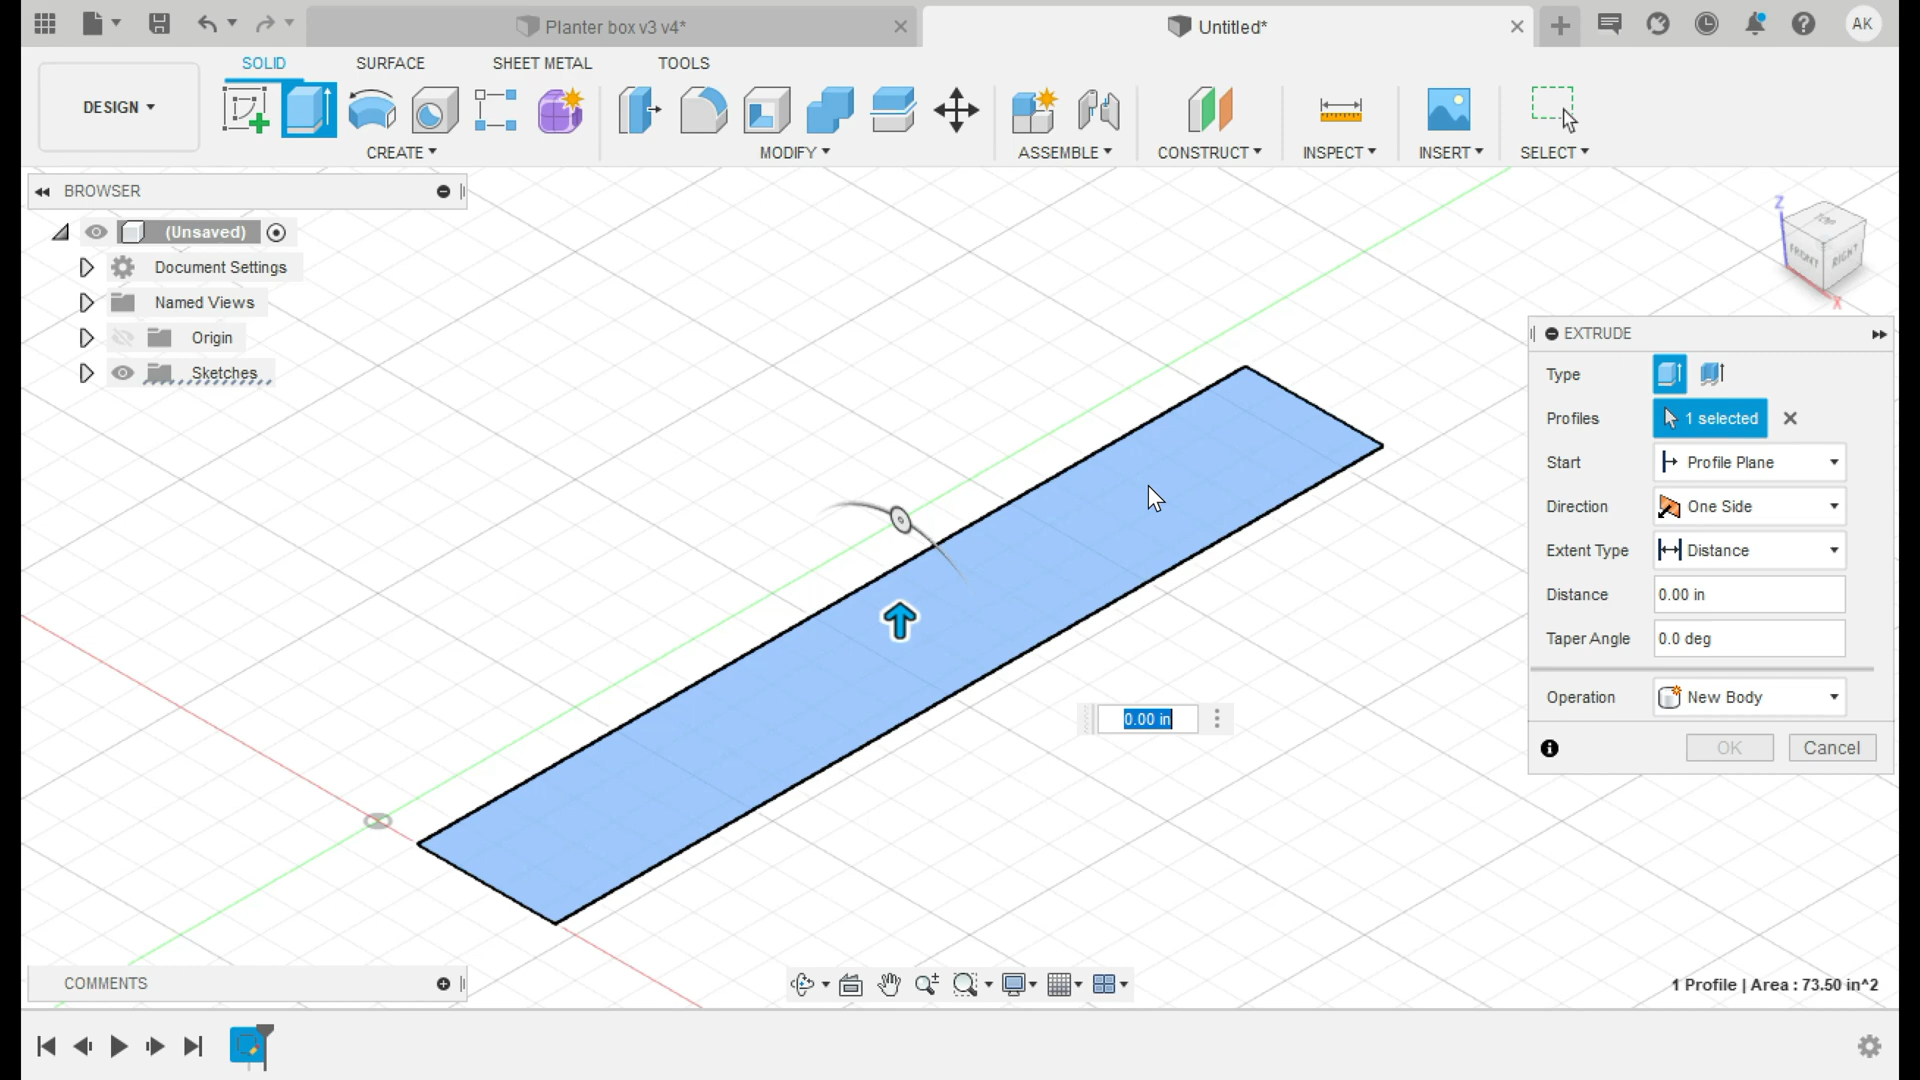 Planter box v3 v4*
Untitled*
AK
DESIGN
SOLID
SURFACE
SHEET METAL
TOOLS
CREATE
MODIFY
ASSEMBLE
CONSTRUCT
INSPECT
INSERT
SELECT
BROWSER
(Unsaved)
Document Settings
Named Views
Origin
Sketches
Z
TOP
FRONT
RIGHT
X
EXTRUDE
Type
Profiles
1 selected
Start
Profile Plane
Direction
One Side
Extent Type
Distance
Distance
0.00 in
Taper Angle
0.0 deg
Operation
New Body
OK
Cancel
0.00 in
COMMENTS
1 Profile | Area : 73.50 in^2